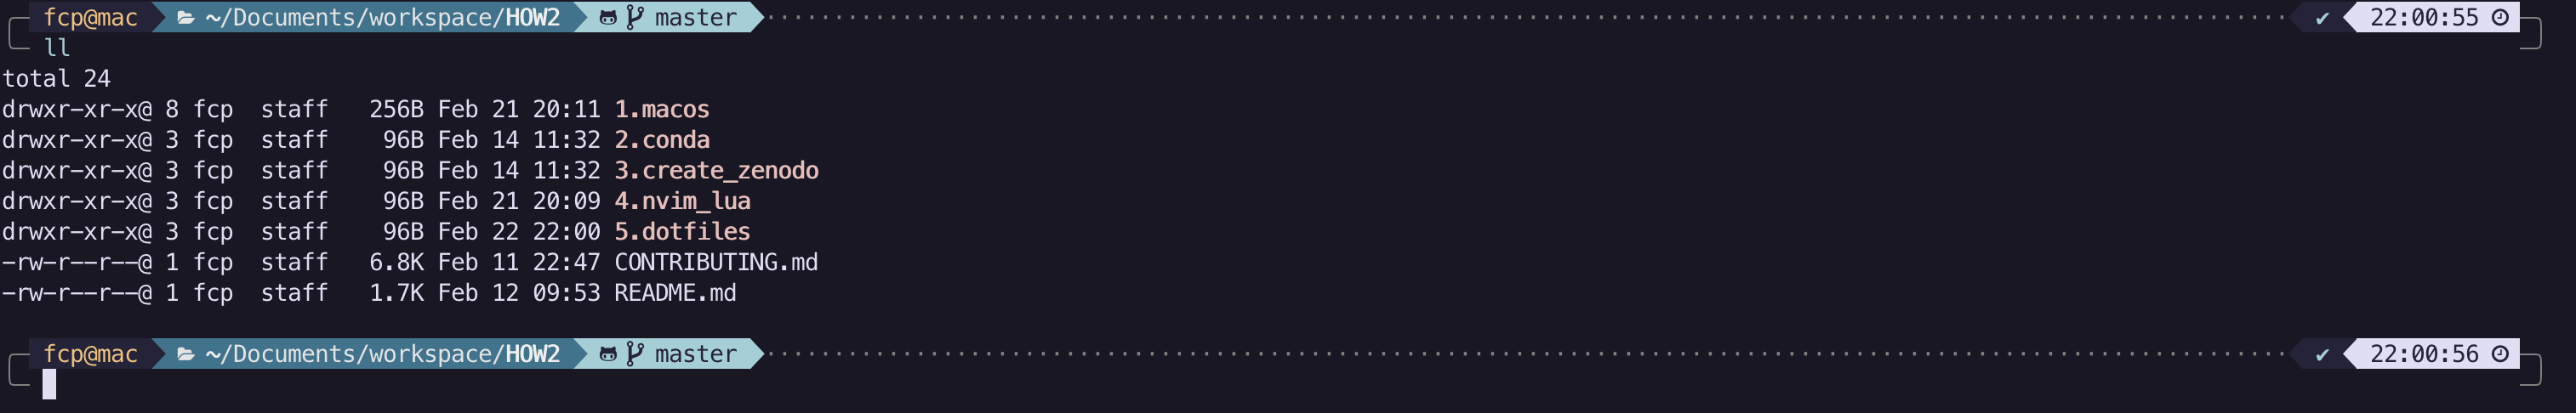 fcp@mac ~/Documents/workspace/HOW2 master ✔ 22:00:55
ll
total 24
drwxr-xr-x@ 8 fcp  staff   256B Feb 21 20:11 1.macos
drwxr-xr-x@ 3 fcp  staff    96B Feb 14 11:32 2.conda
drwxr-xr-x@ 3 fcp  staff    96B Feb 14 11:32 3.create_zenodo
drwxr-xr-x@ 3 fcp  staff    96B Feb 21 20:09 4.nvim_lua
drwxr-xr-x@ 3 fcp  staff    96B Feb 22 22:00 5.dotfiles
-rw-r--r--@ 1 fcp  staff   6.8K Feb 11 22:47 CONTRIBUTING.md
-rw-r--r--@ 1 fcp  staff   1.7K Feb 12 09:53 README.md
fcp@mac ~/Documents/workspace/HOW2 master ✔ 22:00:56